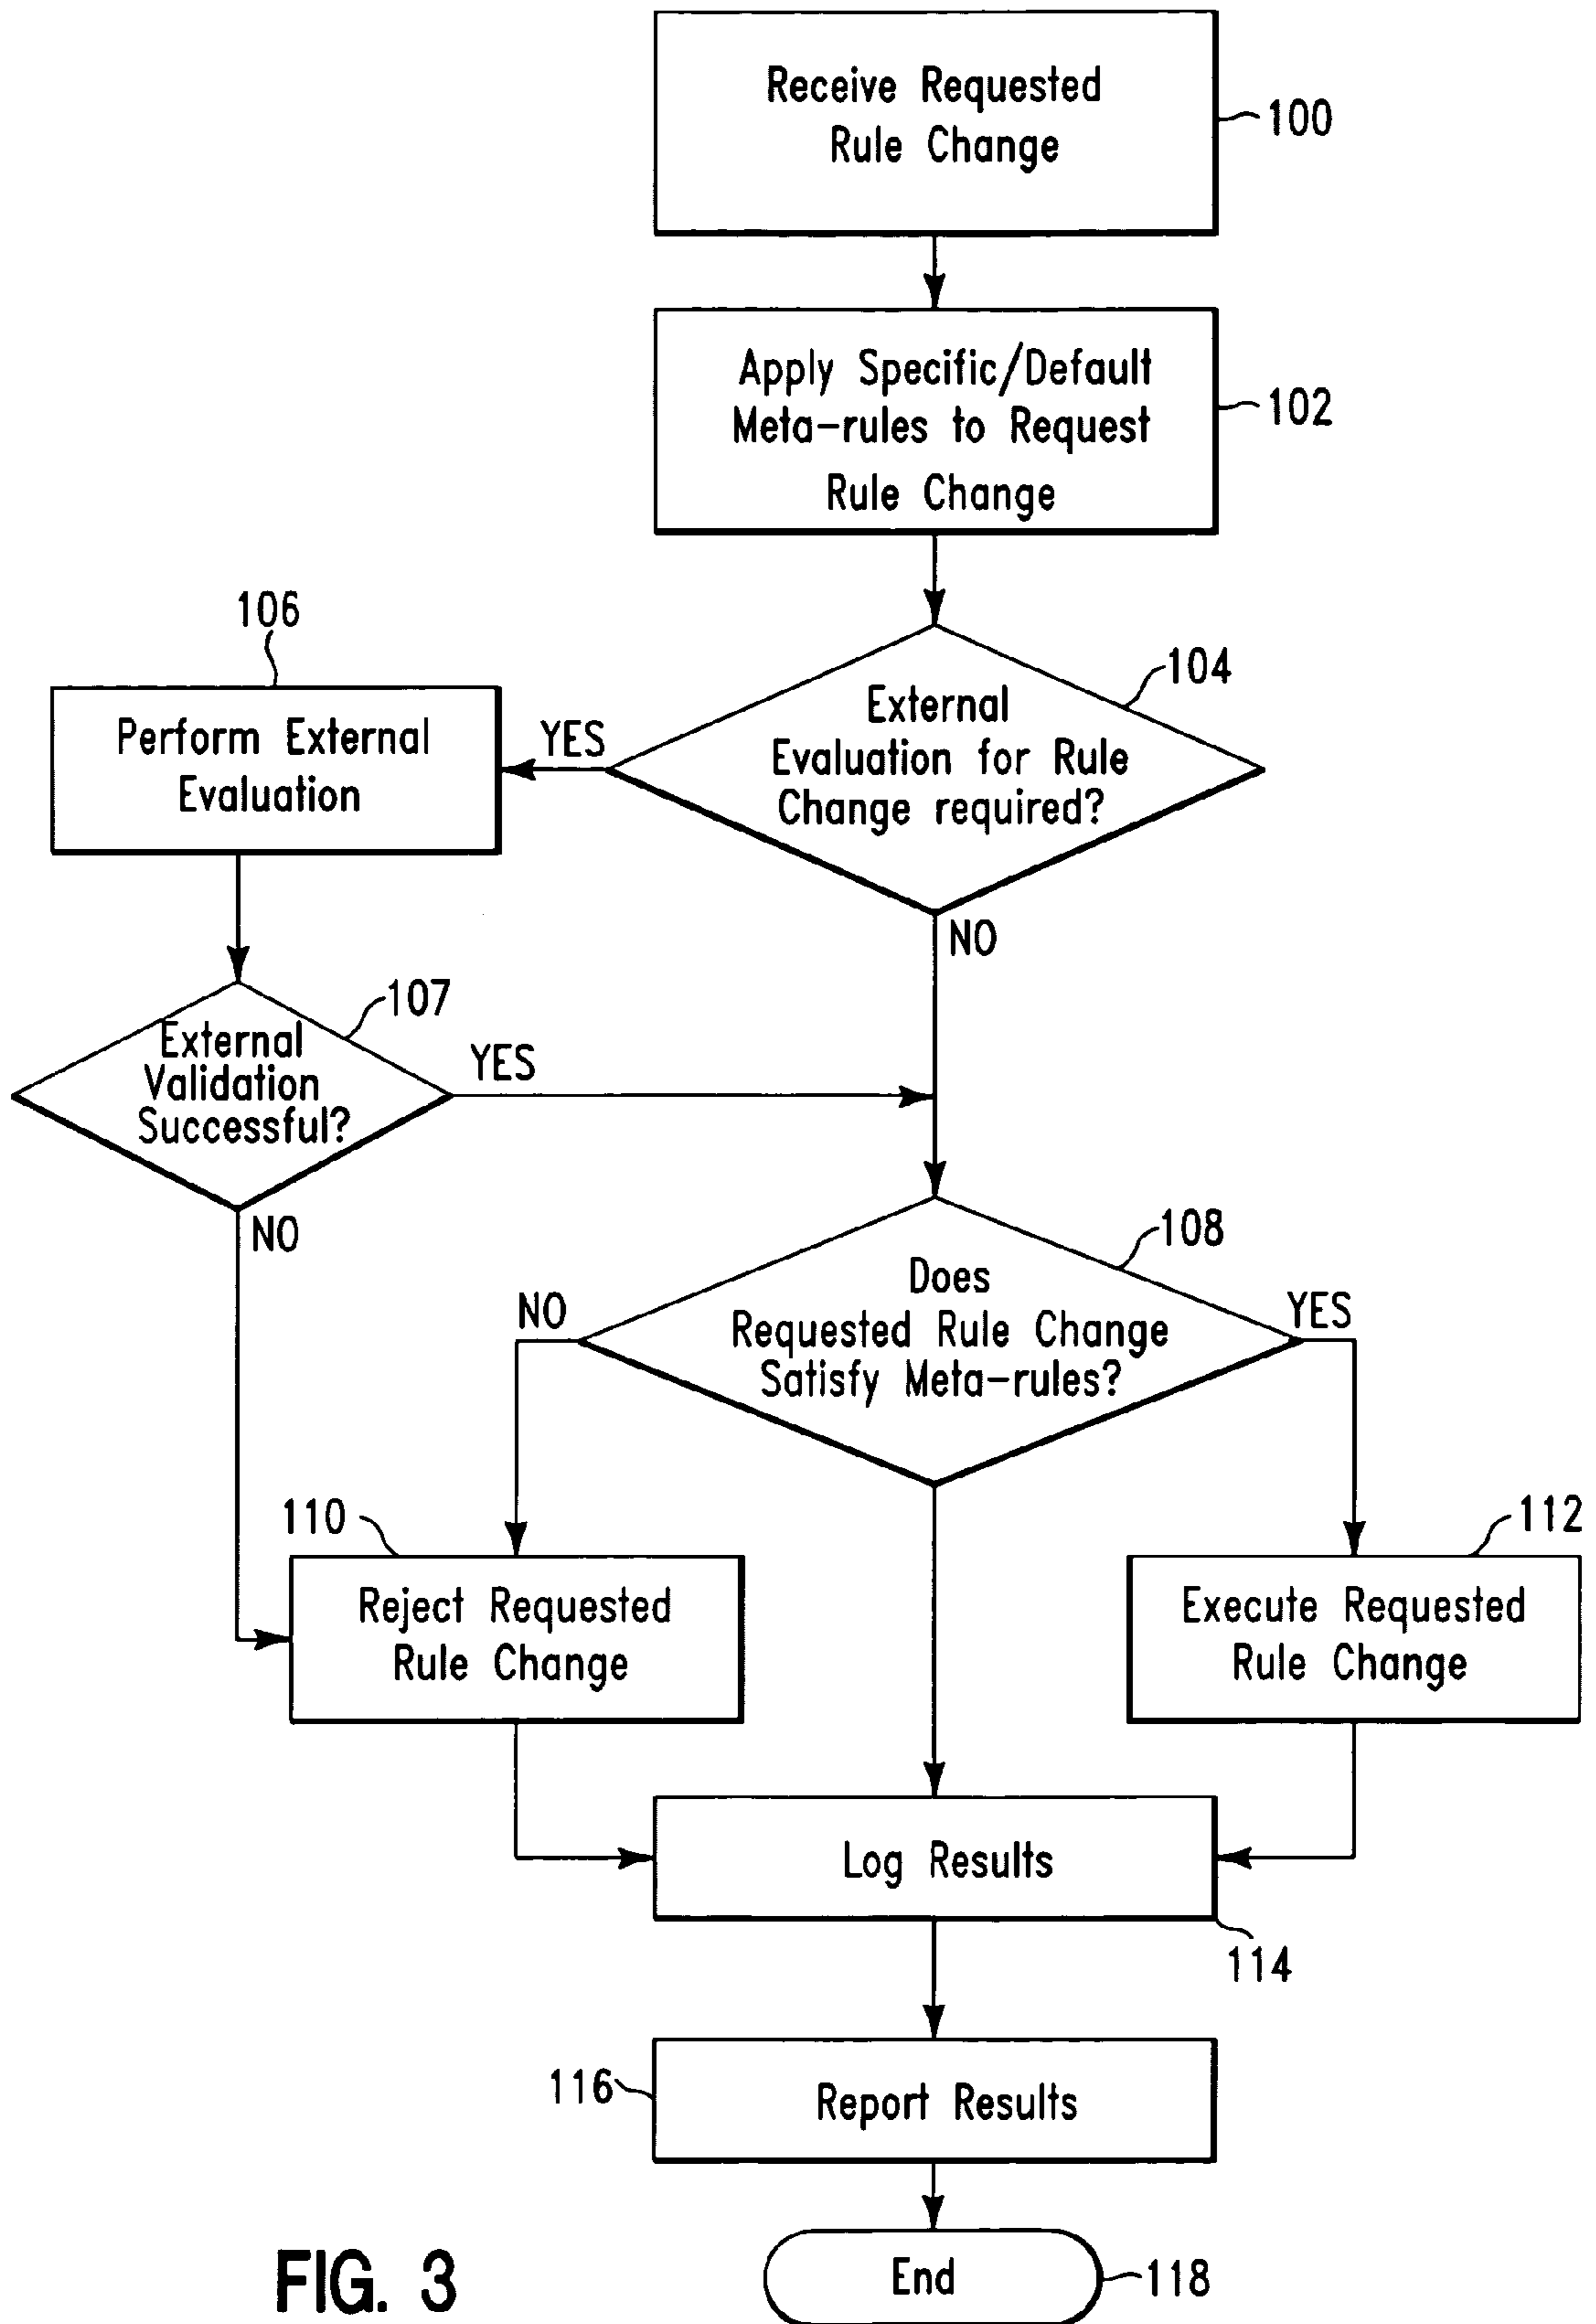 Receive Requested
Rule Change
100
Apply Specific/Default
Meta-rules to Request
Rule Change
102
106
104
Perform External
Evaluation
YES
External
Evaluation for Rule
Change required?
NO
107
External
Validation
Successful?
YES
NO
108
Does
Requested Rule Change
Satisfy Meta-rules?
NO
YES
110
112
Reject Requested
Rule Change
Execute Requested
Rule Change
Log Results
114
116
Report Results
End
118
FIG. 3